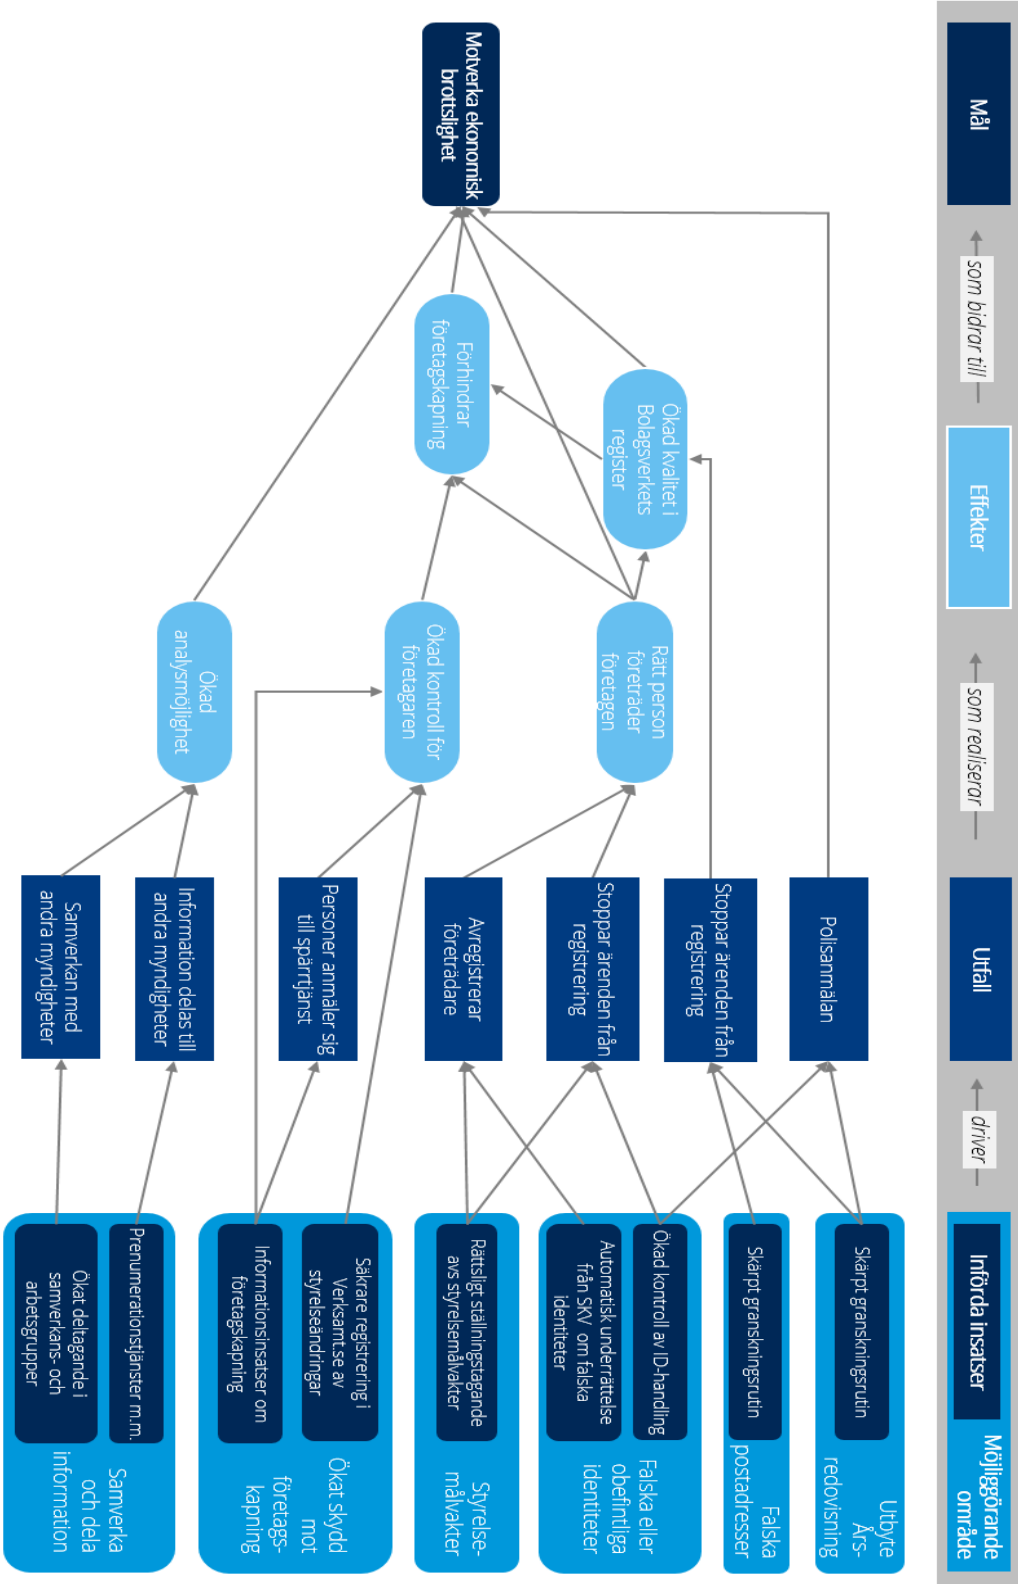 Mål
som bidrar till
Effekter
som realiserar
Utfall
driver
Införda insatser
Möjliggörande
område
Motverka ekonomisk
brottslighet
Ökad kvalitet i
Bolagsverkets
register
Förhindrar
företagskapning
Rätt person
företräder
företagen
Ökad kontroll för
företagaren
Ökad
analysmöjlighet
Polisanmälan
Stoppar ärenden från
registrering
Stoppar ärenden från
registrering
Avregistrerar
företrädare
Personer anmäler sig
till spärrtjänst
Information delas till
andra myndigheter
Samverkan med
andra myndigheter
Skärpt granskningsrutin
Utbyte
Års-
redovisning
Skärpt granskningsrutin
Falska
postadresser
Ökad kontroll av ID-handling
Automatisk underrättelse
från SKV om falska
identiteter
Falska eller
obefintliga
identiteter
Rättsligt ställningstagande
avs styrelsemålvakter
Styrelse-
målvakter
Säkrare registrering i
Verksamt.se av
styrelseändringar
Informationsinsatser om
företagskapning
Ökat skydd
mot
företags-
kapning
Prenumerationstjänster m.m.
Ökat deltagande i
samverkans- och
arbetsgrupper
Samverka
och dela
information